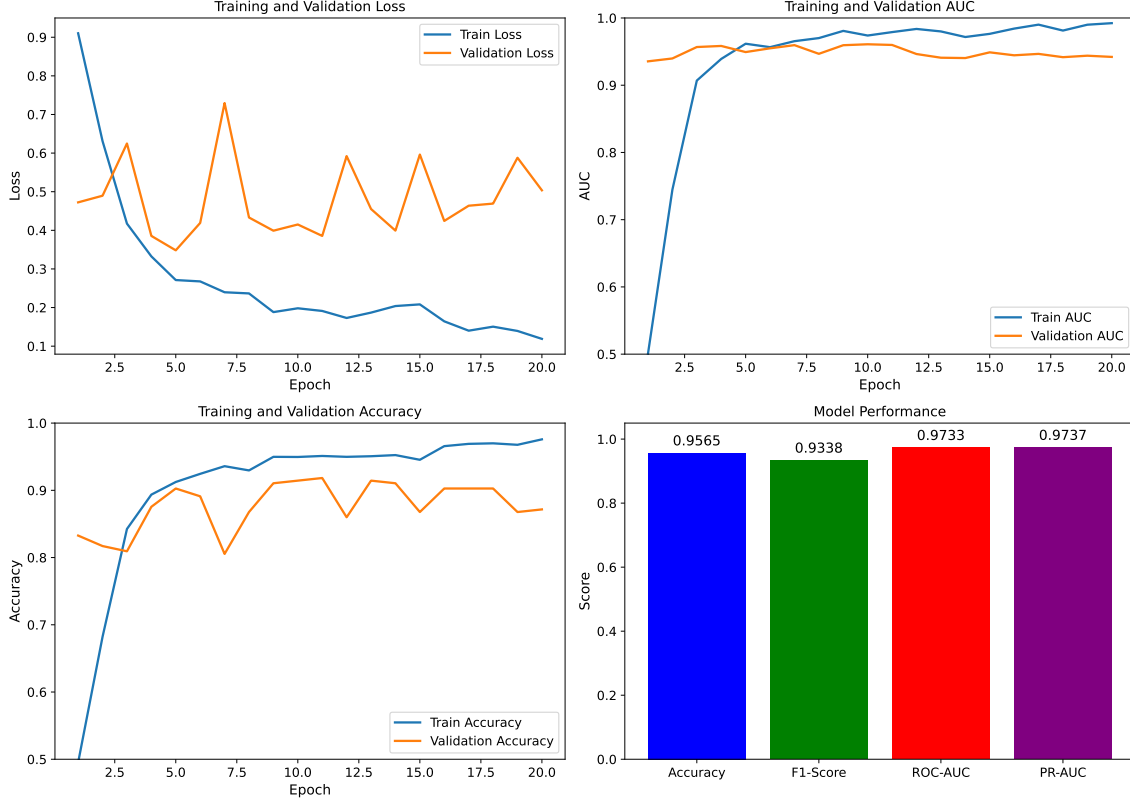 Training and Validation Loss
0.9
0.8
0.7
0.6
0.5
0.4
0.3
0.2
0.1
Loss
Train Loss
Validation Loss
2.5 5.0 7.5 10.0 12.5 15.0 17.5 20.0
Epoch
Training and Validation AUC
1.0
0.9
0.8
0.7
0.6
0.5
AUC
Train AUC
Validation AUC
2.5 5.0 7.5 10.0 12.5 15.0 17.5 20.0
Epoch
Training and Validation Accuracy
1.0
0.9
0.8
0.7
0.6
0.5
Accuracy
Train Accuracy
Validation Accuracy
2.5 5.0 7.5 10.0 12.5 15.0 17.5 20.0
Epoch
Model Performance
0.9565 0.9338 0.9733 0.9737
1.0
0.8
0.6
0.4
0.2
0.0
Score
Accuracy F1-Score ROC-AUC PR-AUC